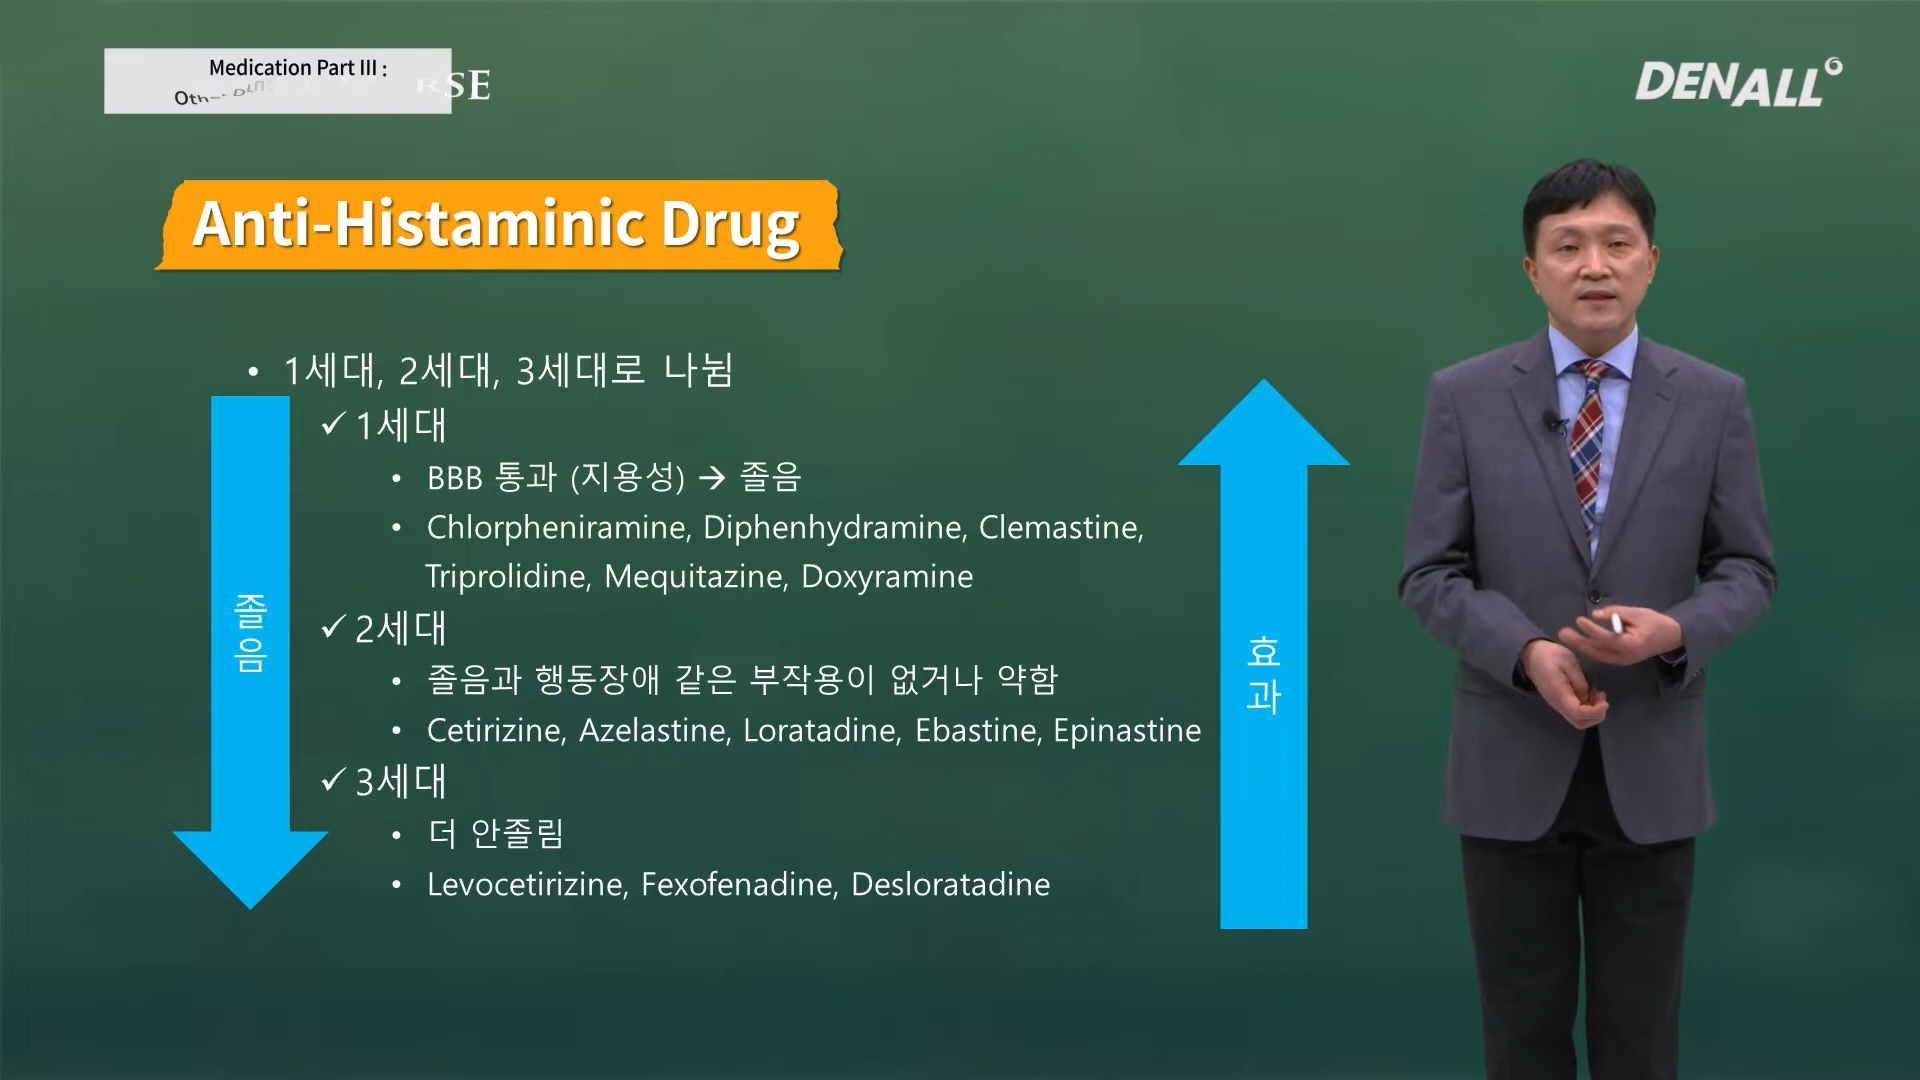 Medication Part III :
SE
DENALL
Anti-Histaminic Drug
• 1세대, 2세대, 3세대로 나뉨
✓ 1세대
• BBB 통과 (지용성) → 졸음
• Chlorpheniramine, Diphenhydramine, Clemastine,
Triprolidine, Mequitazine, Doxyramine
✓ 2세대
• 졸음과 행동장애 같은 부작용이 없거나 약함
• Cetirizine, Azelastine, Loratadine, Ebastine, Epinastine
✓ 3세대
• 더 안졸림
• Levocetirizine, Fexofenadine, Desloratadine
졸음
효과